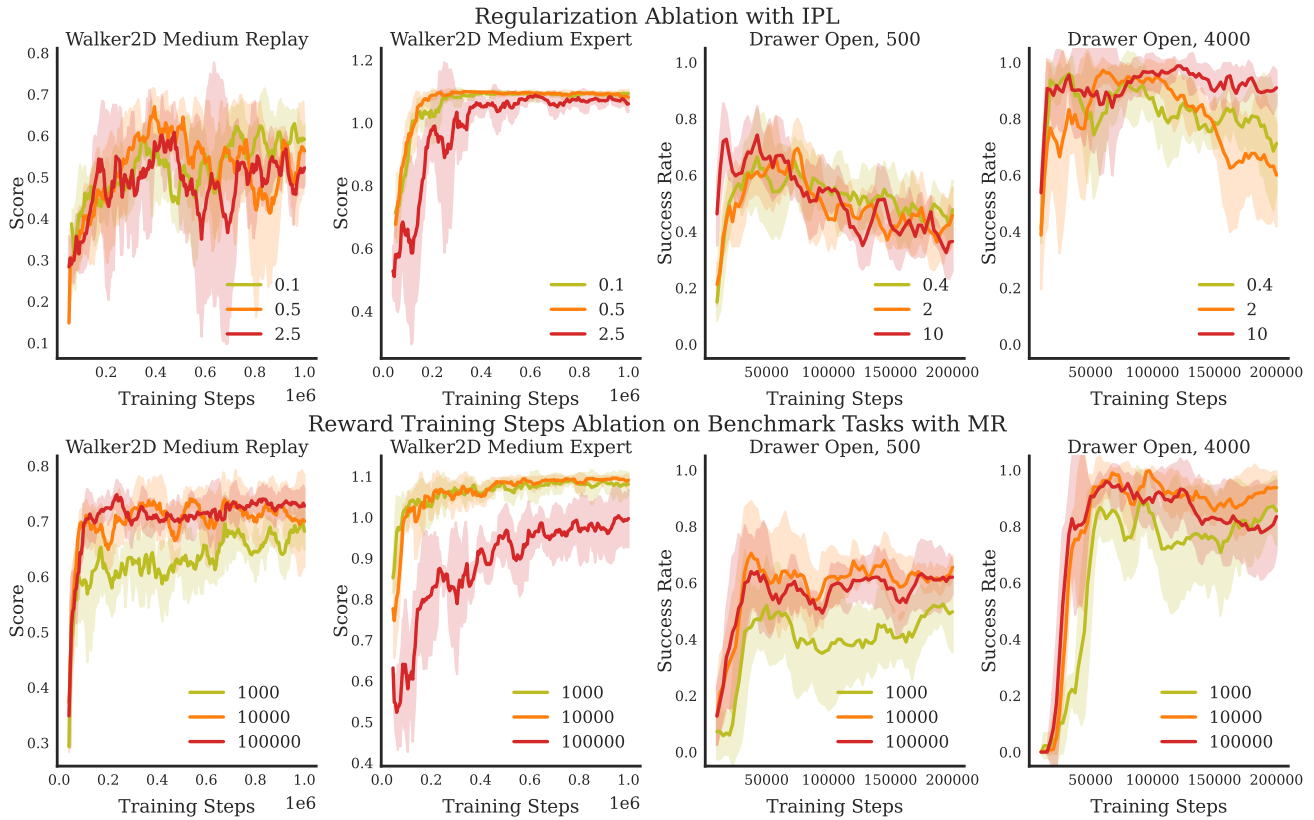 Regularization Ablation with IPL
Walker2D Medium Replay
0.8
0.7
0.6
0.5
0.4
0.3
0.2
0.1
Score
0.1
0.5
2.5
0.2 0.4 0.6 0.8 1.0
Training Steps 1e6
Walker2D Medium Expert
1.2
1.0
0.8
0.6
0.4
Score
0.1
0.5
2.5
0.0 0.2 0.4 0.6 0.8 1.0
Training Steps 1e6
Drawer Open, 500
1.0
0.8
0.6
0.4
0.2
0.0
Success Rate
0.4
2
10
50000 100000 150000 200000
Training Steps
Drawer Open, 4000
1.0
0.8
0.6
0.4
0.2
0.0
Success Rate
0.4
2
10
50000 100000 150000 200000
Training Steps
Reward Training Steps Ablation on Benchmark Tasks with MR
Walker2D Medium Replay
0.8
0.7
0.6
0.5
0.4
0.3
Score
1000
10000
100000
0.0 0.2 0.4 0.6 0.8 1.0
Training Steps 1e6
Walker2D Medium Expert
1.1
1.0
0.9
0.8
0.7
0.6
0.5
0.4
Score
1000
10000
100000
0.0 0.2 0.4 0.6 0.8 1.0
Training Steps 1e6
Drawer Open, 500
1.0
0.8
0.6
0.4
0.2
0.0
Success Rate
1000
10000
100000
50000 100000 150000 200000
Training Steps
Drawer Open, 4000
1.0
0.8
0.6
0.4
0.2
0.0
Success Rate
1000
10000
100000
50000 100000 150000 200000
Training Steps